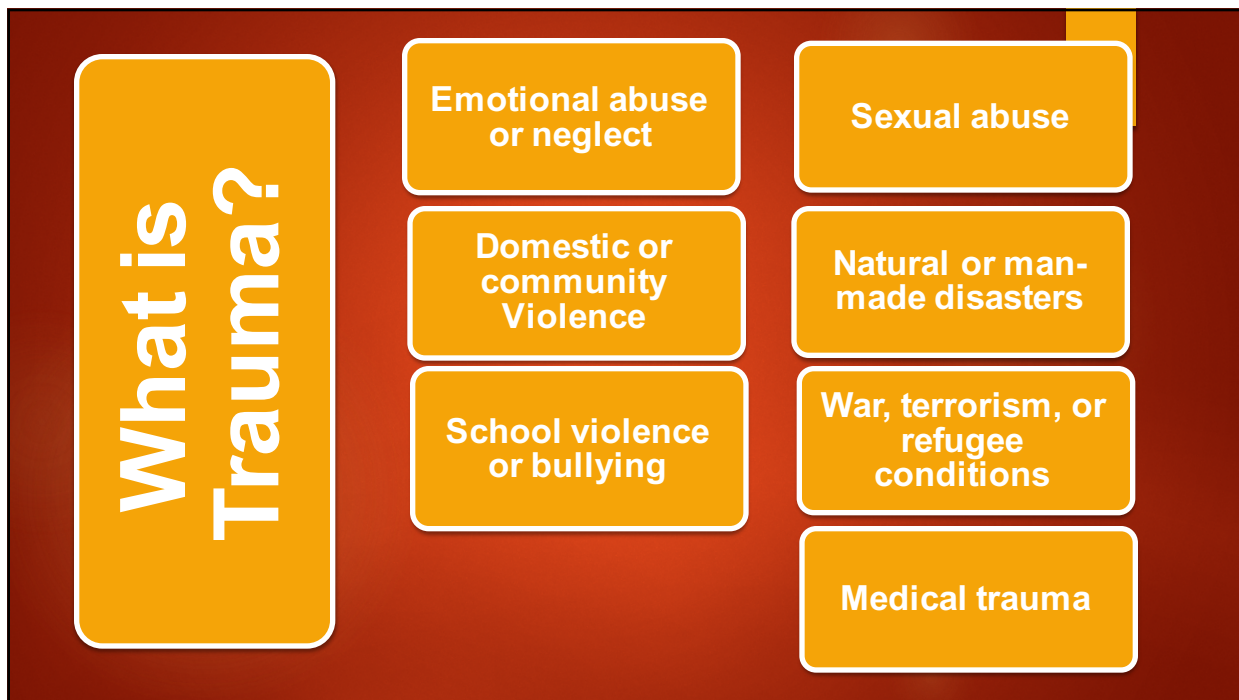 What is
Trauma?
Emotional abuse
or neglect
Domestic or
community
Violence
School violence
or bullying
Sexual abuse
Natural or man-
made disasters
War, terrorism, or
refugee
conditions
Medical trauma